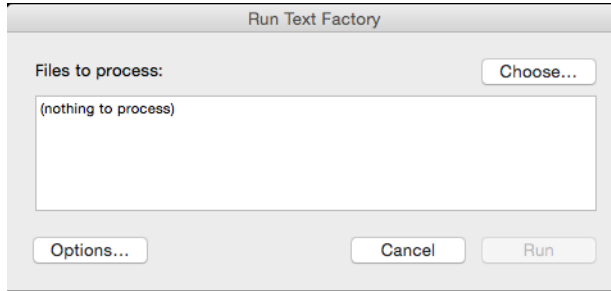 Run Text Factory
Files to process:
Choose...
(nothing to process)
Options...
Cancel
Run